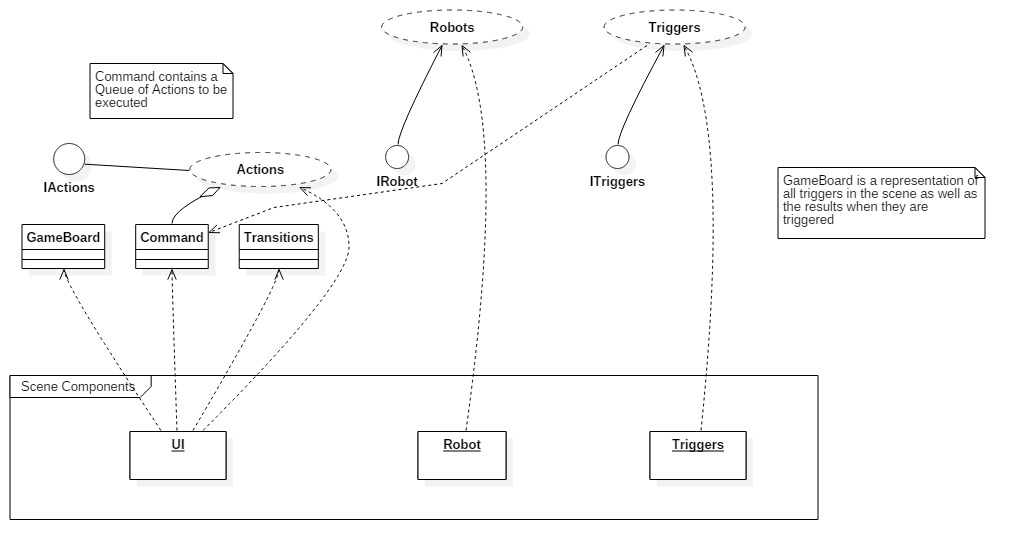 Robots
Triggers
Command contains a
Queue of Actions to be
executed
IActions
Actions
IRobot
ITriggers
GameBoard is a representation of
all triggers in the scene as well as
the results when they are
triggered
GameBoard
Command
Transitions
Scene Components
UI
Robot
Triggers